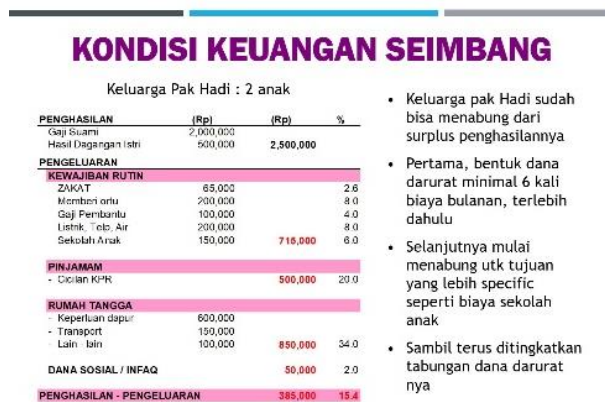 KONDISI KEUANGAN SEIMBANG
Keluarga Pak Hadi : 2 anak
PENGHASILAN (Rp) (Rp) %
Gaji Suami 2,000,000
Hasil Dagangan Istri 500,000 2,500,000
PENGELUARAN
KEWAJIBAN RUTIN
ZAKAT 65,000 2.6
Memberi ortu 200,000 8.0
Gaji Pembantu 100,000 4.0
Listrik, Telp, Air 200,000 8.0
Sekolah Anak 150,000 715,000 6.0
PINJAMAM
- Cicilan KPR 500,000 20.0
RUMAH TANGGA
- Keperluan dapur 600,000
- Transport 150,000
- Lain - lain 100,000 850,000 34.0
DANA SOSIAL / INFAQ 50,000 2.0
PENGHASILAN - PENGELUARAN 385,000 15.4
• Keluarga pak Hadi sudah
bisa menabung dari
surplus penghasilannya
• Pertama, bentuk dana
darurat minimal 6 kali
biaya bulanan, terlebih
dahulu
• Selanjutnya mulai
menabung utk tujuan
yang lebih specific
seperti biaya sekolah
anak
• Sambil terus ditingkatkan
tabungan dana darurat
nya